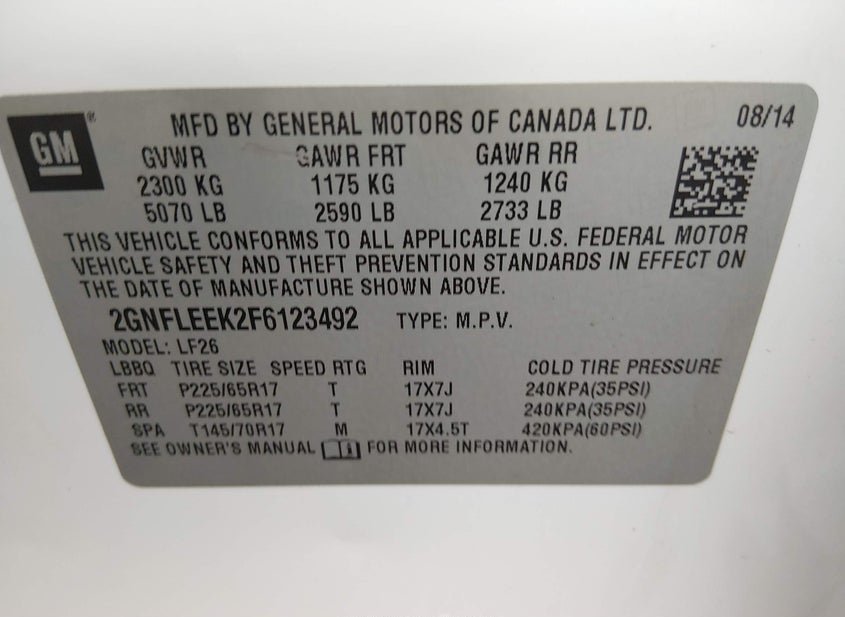 GM ® MFD BY GENERAL MOTORS OF CANADA LTD. 08/14
GVWR GAWR FRT GAWR RR
2300 KG 1175 KG 1240 KG
5070 LB 2590 LB 2733 LB
THIS VEHICLE CONFORMS TO ALL APPLICABLE U.S. FEDERAL MOTOR
VEHICLE SAFETY AND THEFT PREVENTION STANDARDS IN EFFECT ON
THE DATE OF MANUFACTURE SHOWN ABOVE.
2GNFLEEK2F6123492 TYPE: M.P.V.
MODEL: LF26
LBBQ TIRE SIZE SPEED RTG RIM COLD TIRE PRESSURE
FRT P225/65R17 T 17X7J 240KPA(35PSI)
RR P225/65R17 T 17X7J 240KPA(35PSI)
SPA T145/70R17 M 17X4.5T 420KPA(60PSI)
SEE OWNER'S MANUAL FOR MORE INFORMATION.